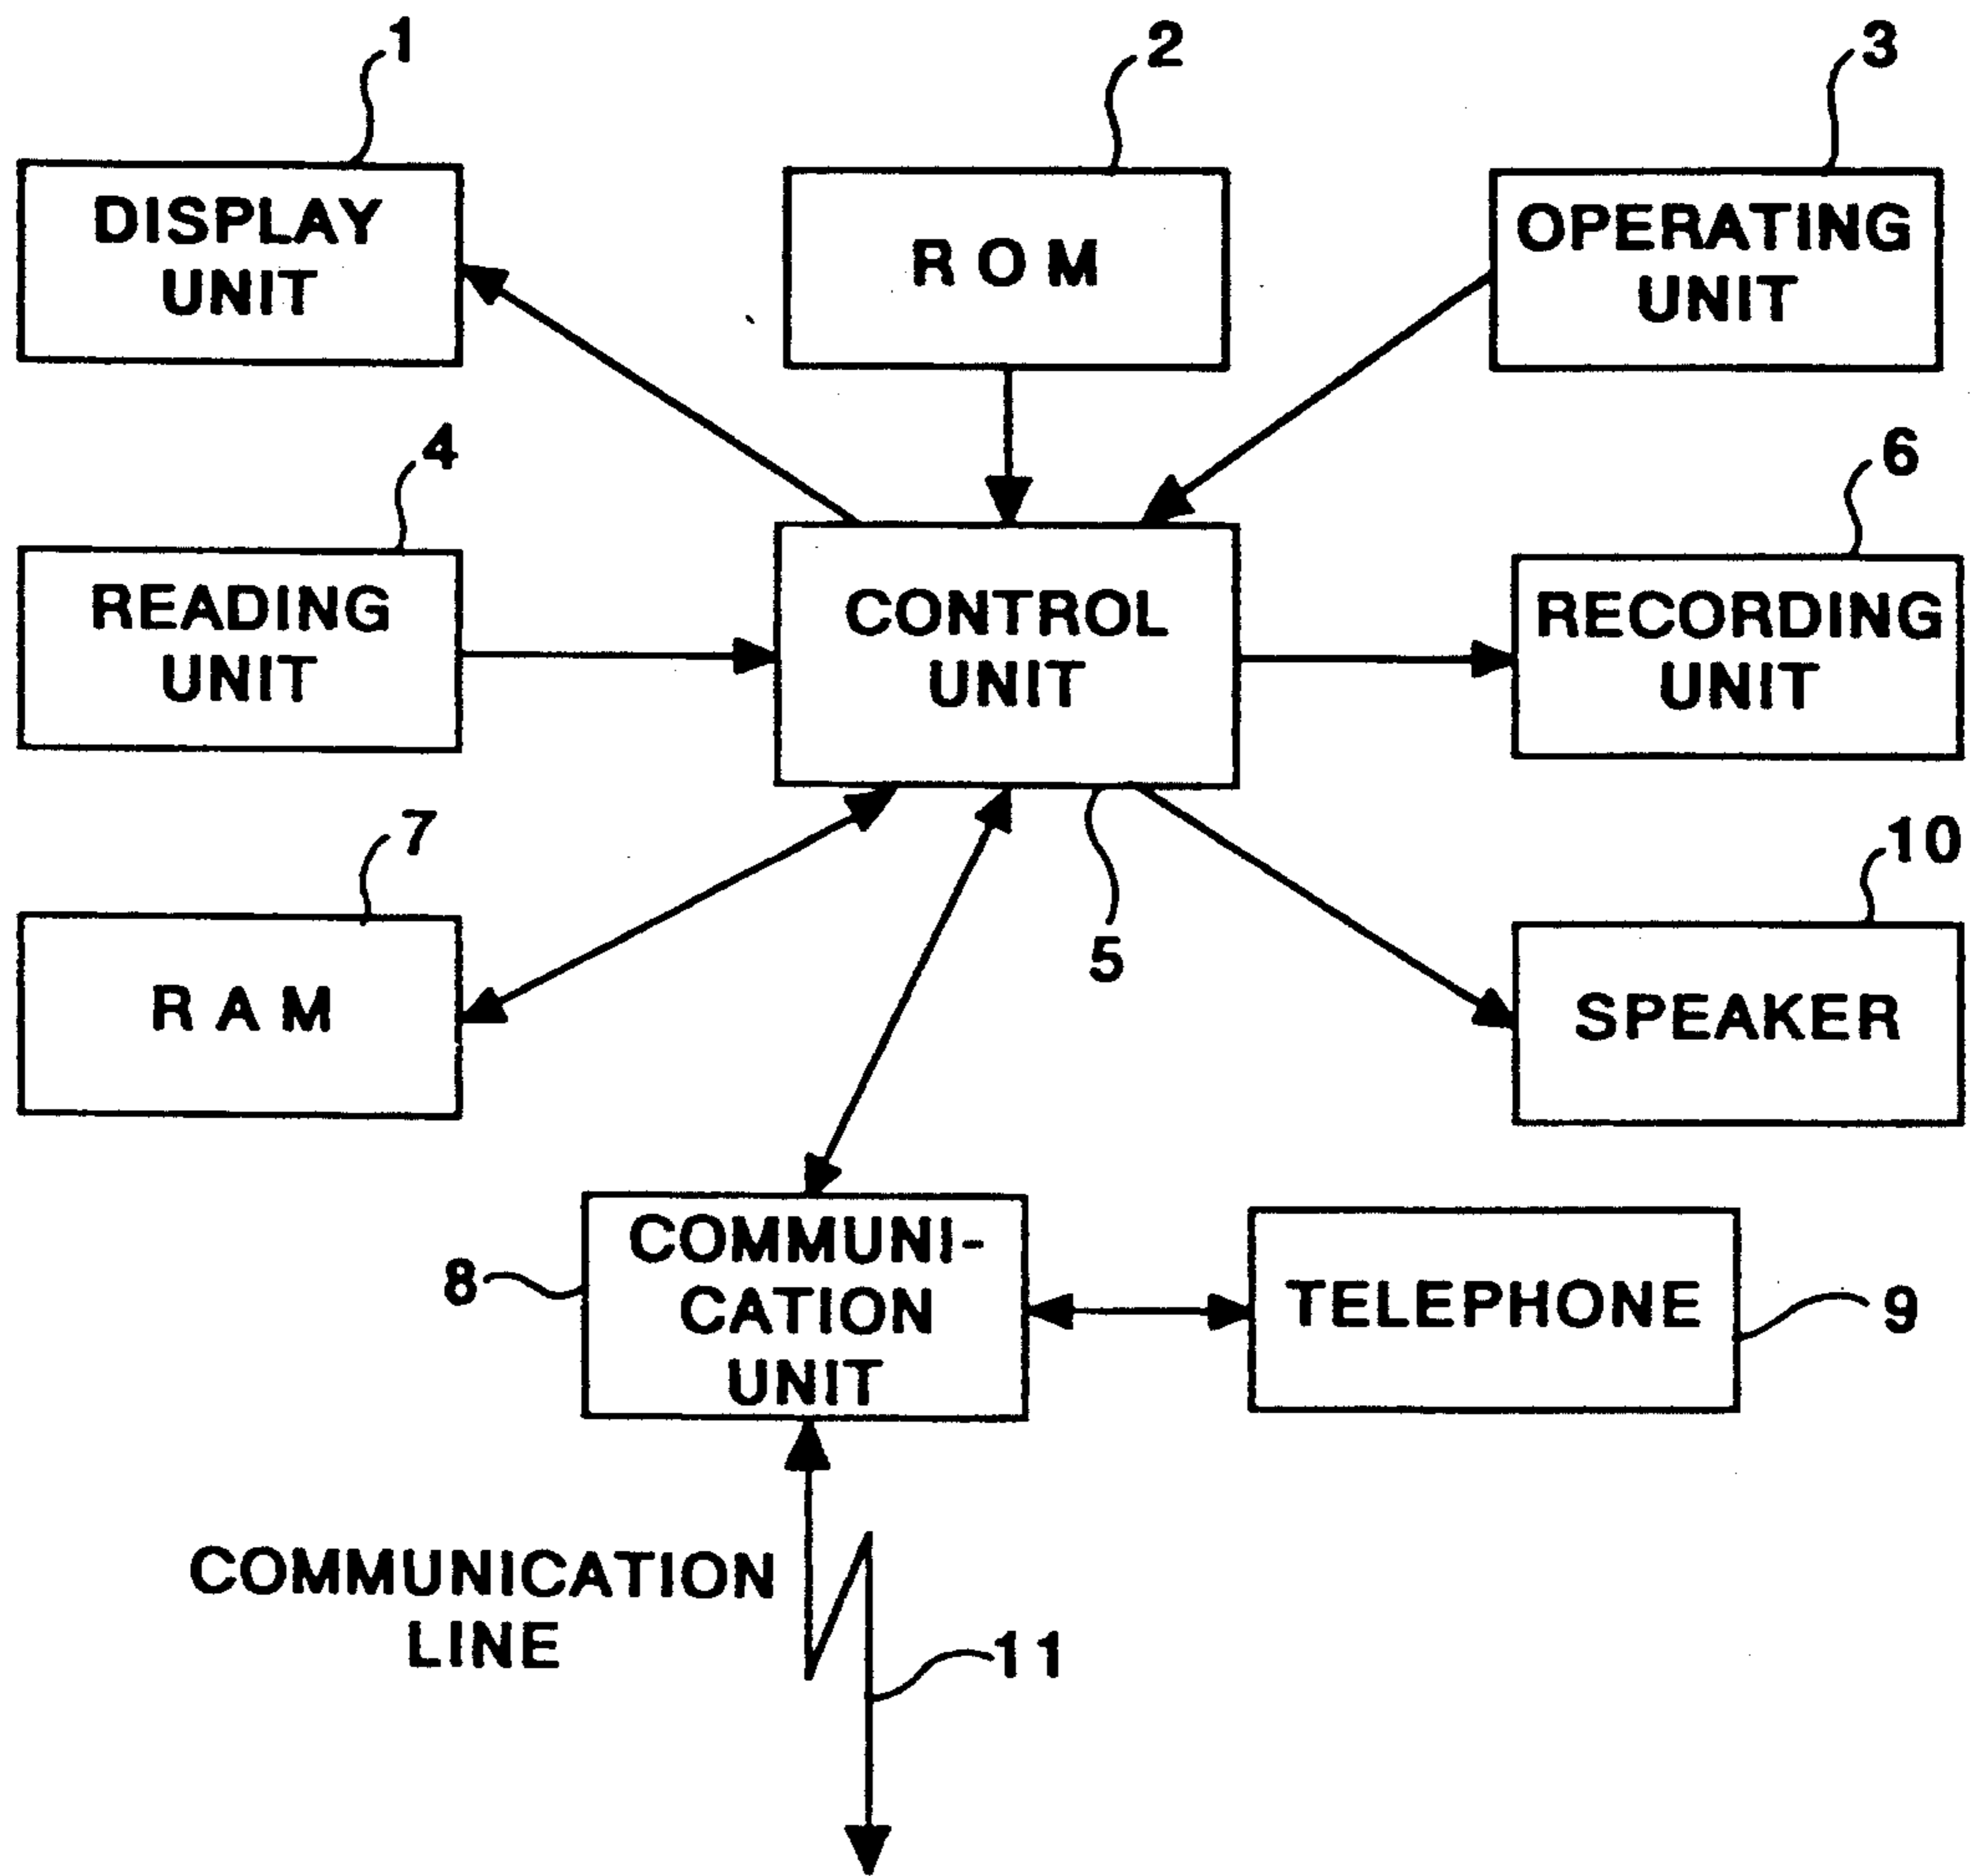 1
2
3
DISPLAY
UNIT
R O M
OPERATING
UNIT
4
6
READING
UNIT
CONTROL
UNIT
RECORDING
UNIT
7
5
10
R A M
SPEAKER
8
COMMUNI-
CATION
UNIT
TELEPHONE
9
COMMUNICATION
LINE
11